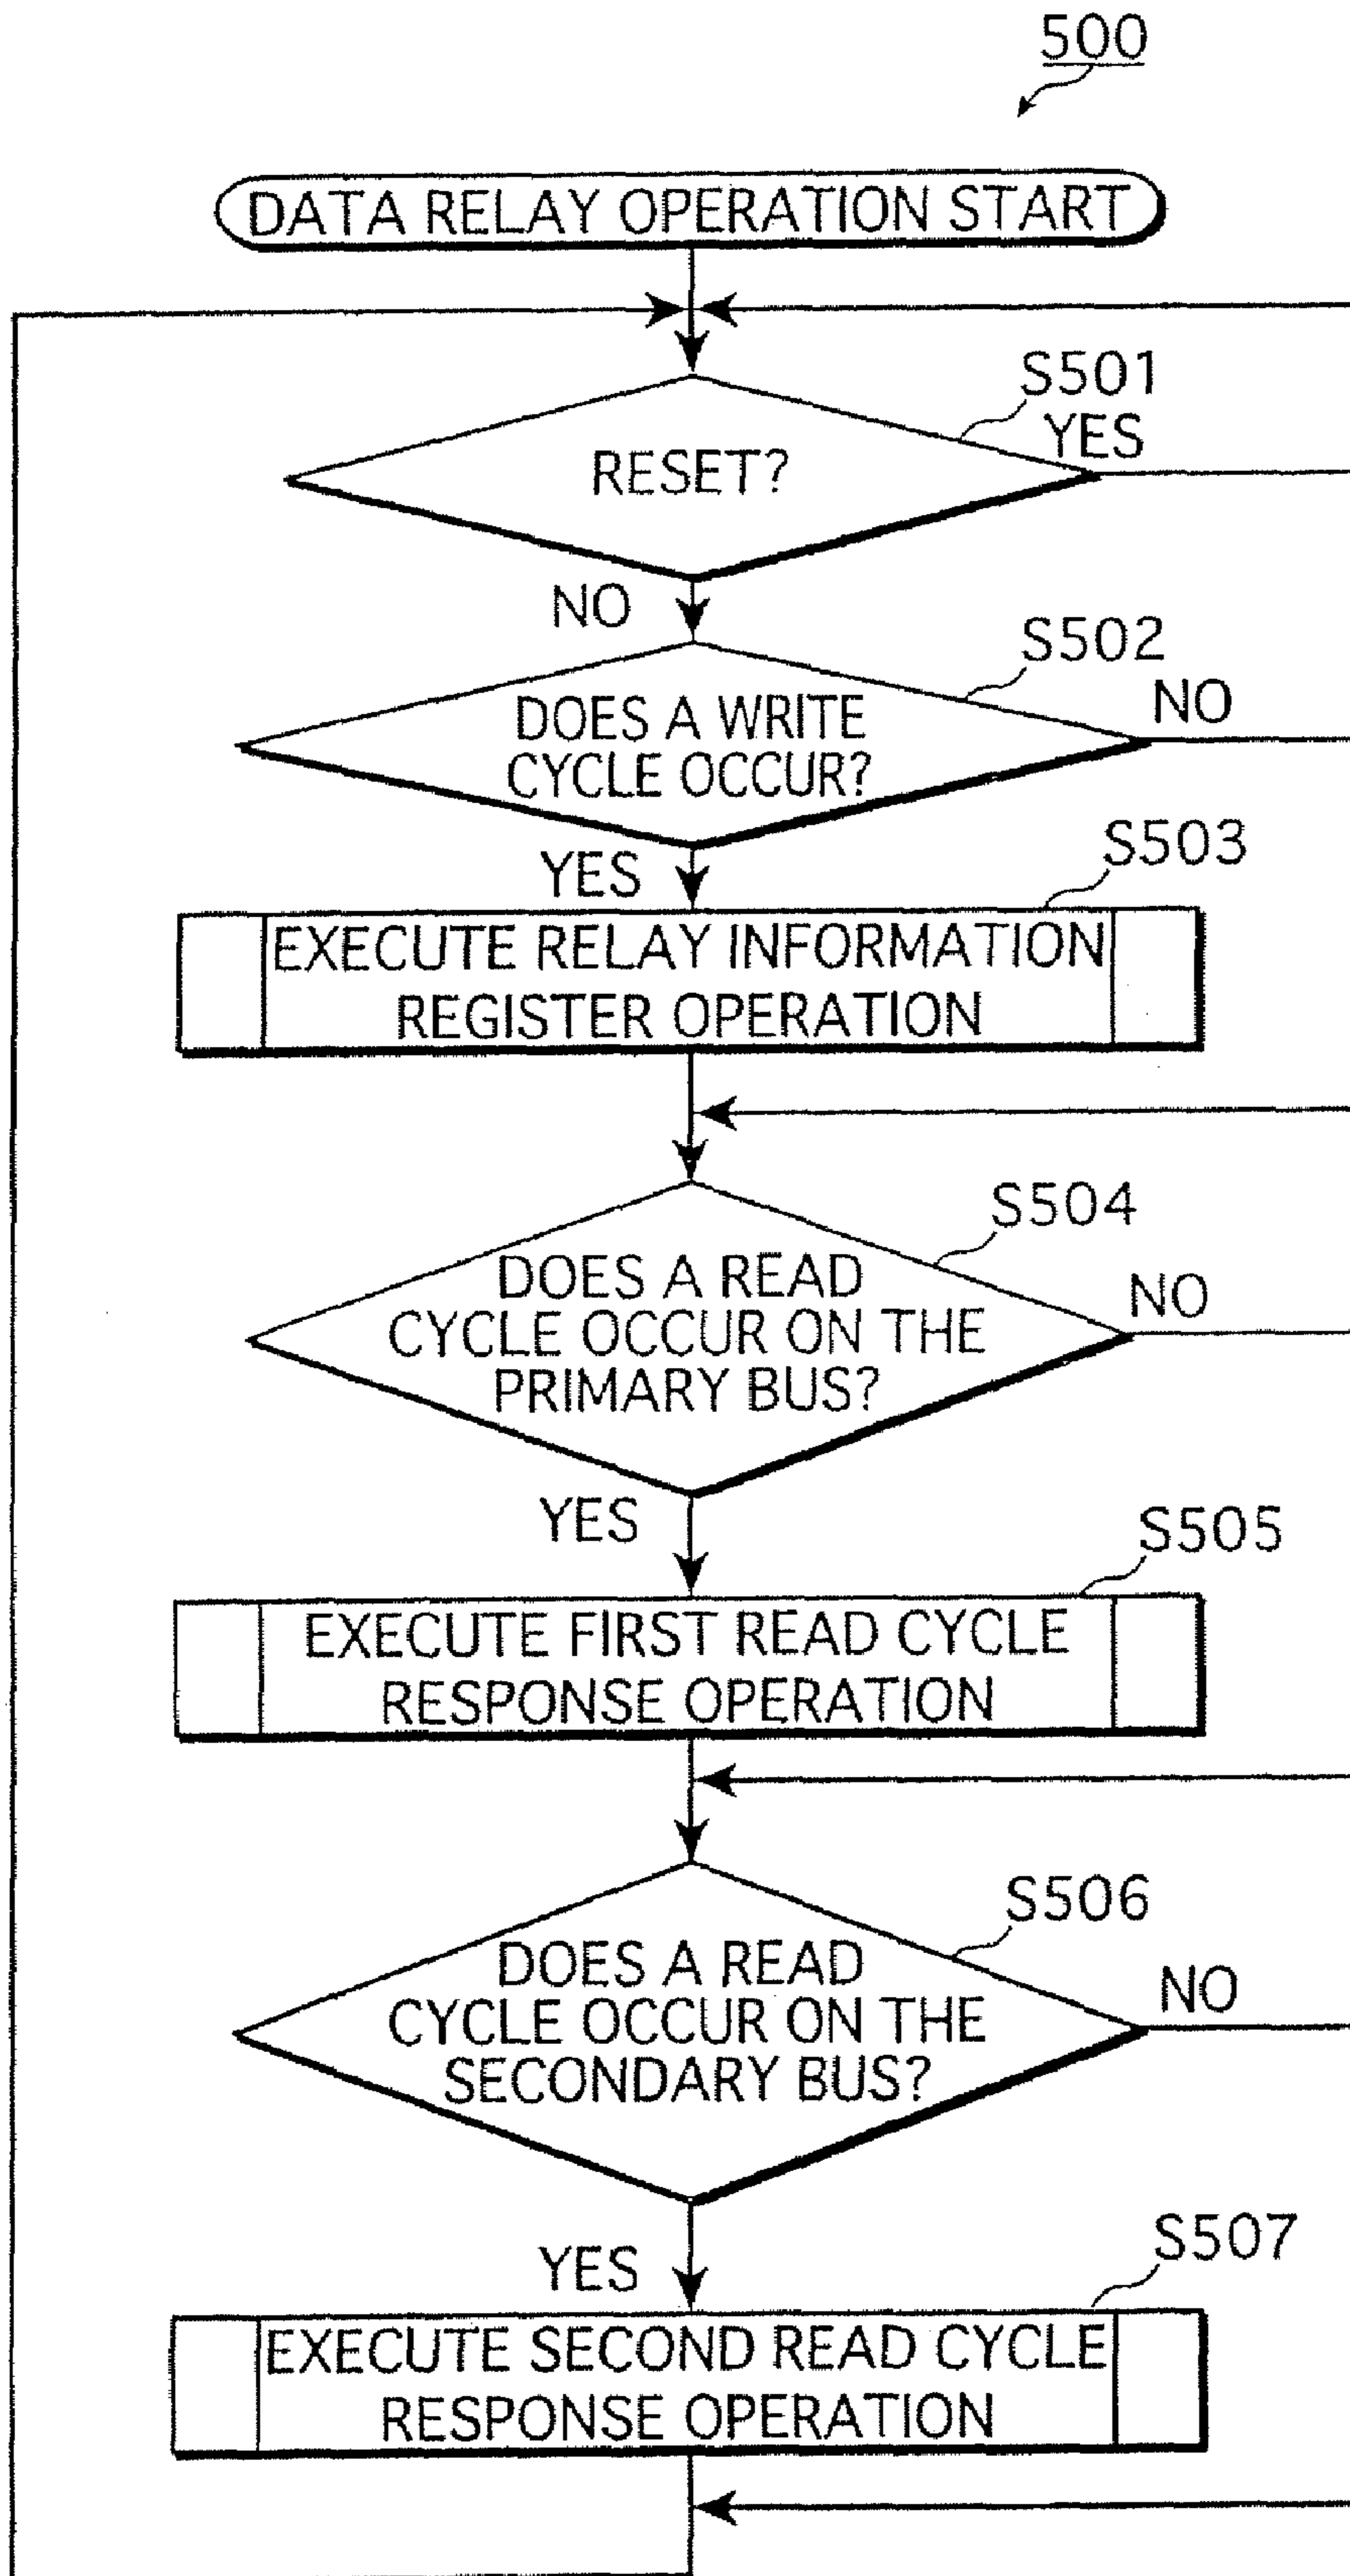 500
DATA RELAY OPERATION START
S501
YES
RESET?
NO
S502
NO
DOES A WRITE
CYCLE OCCUR?
YES
S503
EXECUTE RELAY INFORMATION
REGISTER OPERATION
S504
NO
DOES A READ
CYCLE OCCUR ON THE
PRIMARY BUS?
YES
S505
EXECUTE FIRST READ CYCLE
RESPONSE OPERATION
S506
NO
DOES A READ
CYCLE OCCUR ON THE
SECONDARY BUS?
YES
S507
EXECUTE SECOND READ CYCLE
RESPONSE OPERATION